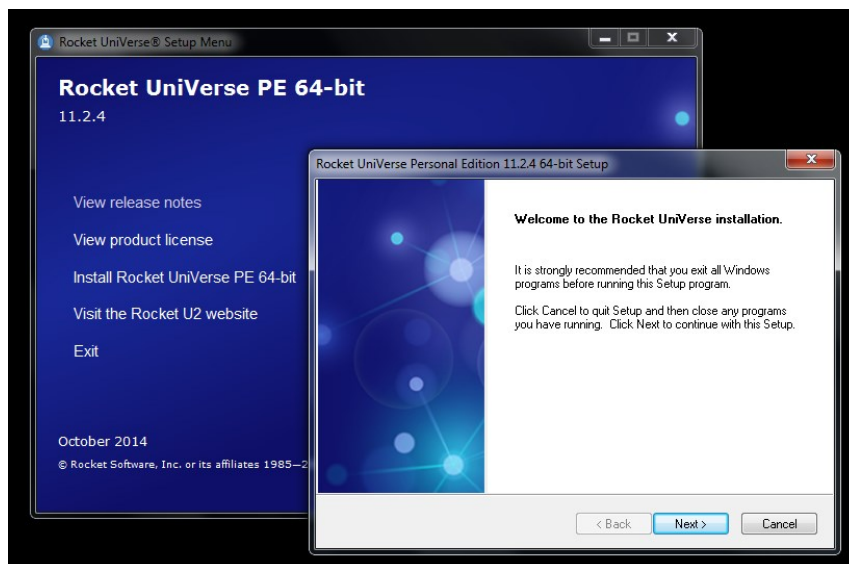 Rocket UniVerse® Setup Menu
Rocket UniVerse PE 64-bit
11.2.4
View release notes
View product license
Install Rocket UniVerse PE 64-bit
Visit the Rocket U2 website
Exit
October 2014
© Rocket Software, Inc. or its affiliates 1985—2
Rocket UniVerse Personal Edition 11.2.4 64-bit Setup
Welcome to the Rocket UniVerse installation.
It is strongly recommended that you exit all Windows
programs before running this Setup program.
Click Cancel to quit Setup and then close any programs
you have running. Click Next to continue with this Setup.
< Back Next > Cancel